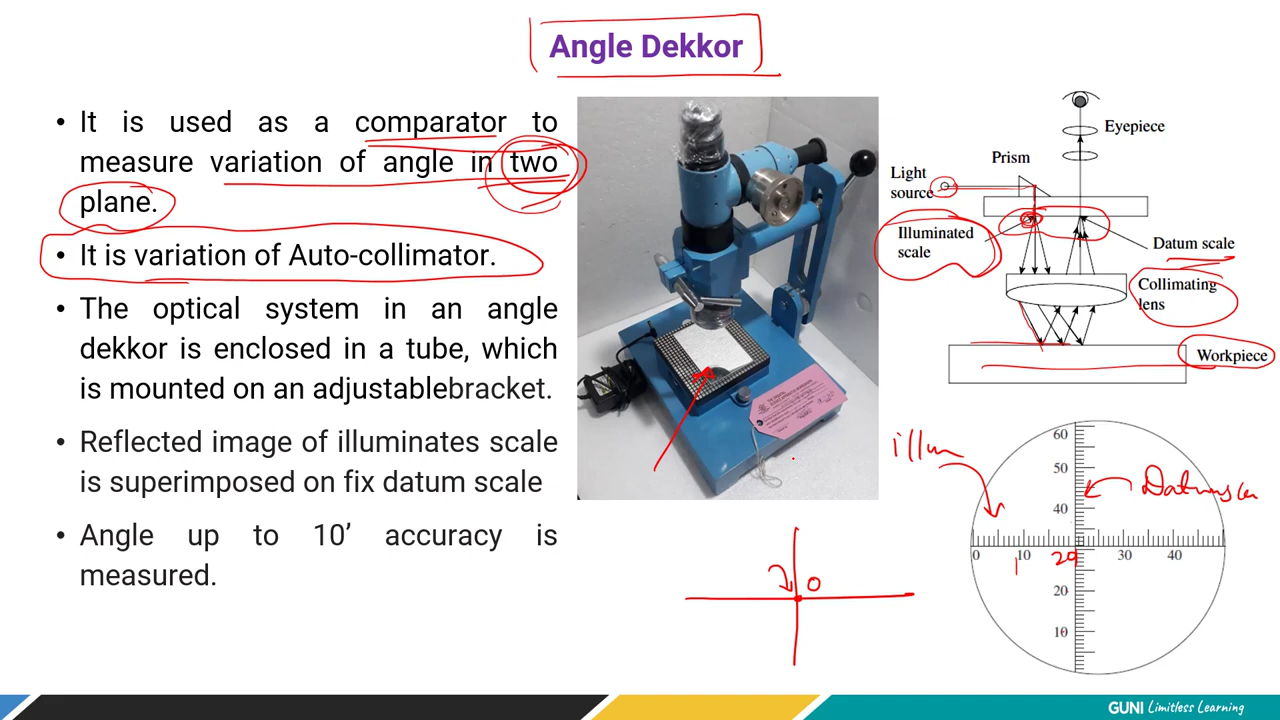 Angle Dekkor
• It is used as a comparator to
measure variation of angle in two
plane.
• It is variation of Auto-collimator.
• The optical system in an angle
dekkor is enclosed in a tube, which
is mounted on an adjustablebracket.
• Reflected image of illuminates scale
is superimposed on fix datum scale
• Angle up to 10’ accuracy is
measured.
Eyepiece
Prism
Light
source
Illuminated
scale
Datum scale
Collimating
lens
Workpiece
illum
60
50
40
0 10 20 30 40
20
10
0
GUNI Limitless Learning